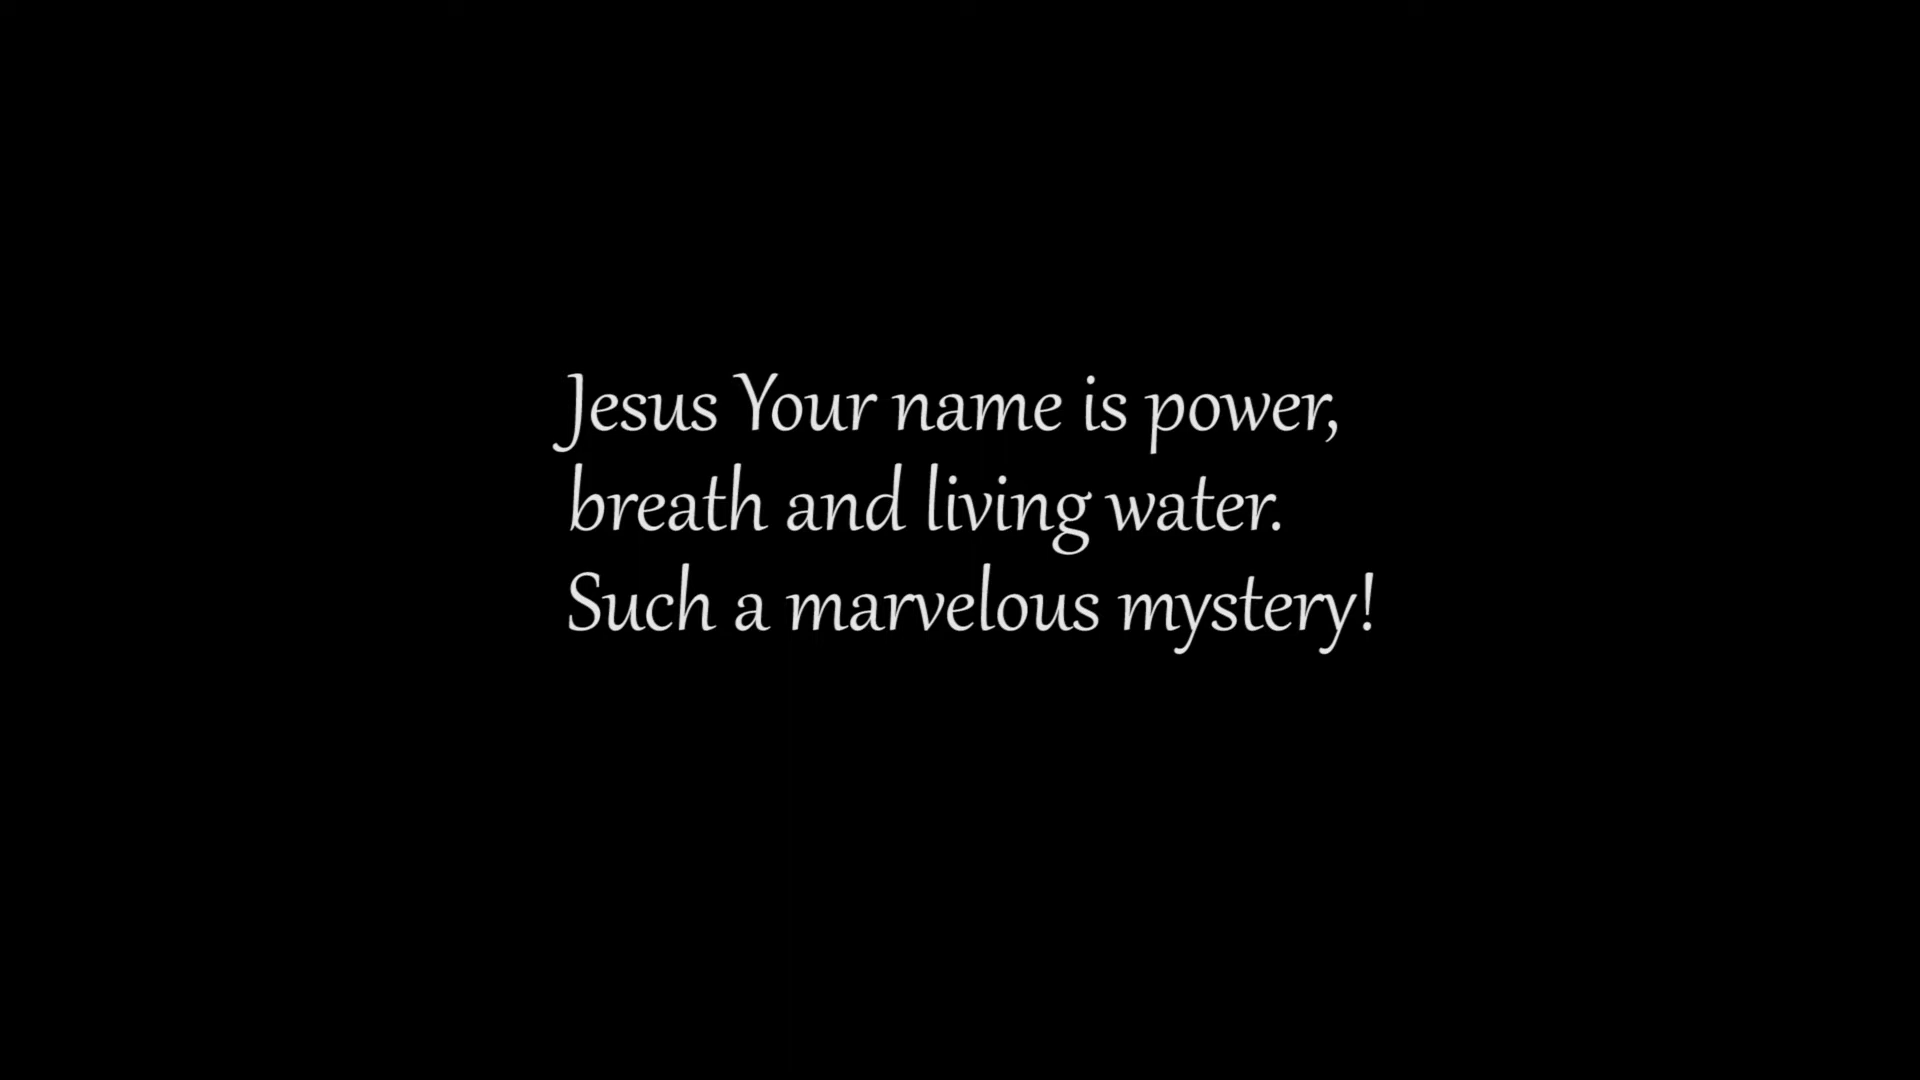 Jesus Your name is power,
breath and living water.
Such a marvelous mystery!